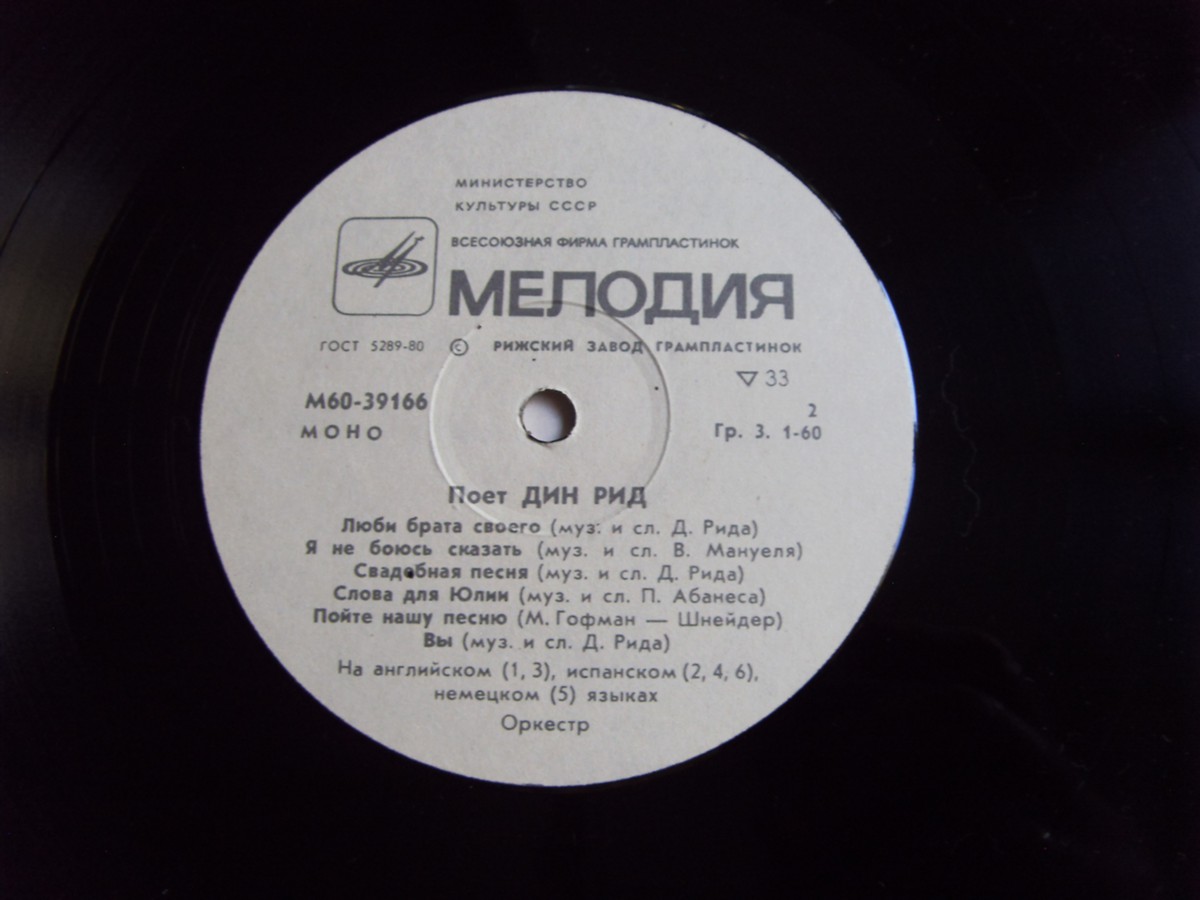 МИНИСТЕРСТВО
КУЛЬТУРЫ СССР
ВСЕСОЮЗНАЯ ФИРМА ГРАМПЛАСТИНОК
МЕЛОДИЯ
ГОСТ 5289-80 © РИЖСКИЙ ЗАВОД ГРАМПЛАСТИНОК
▽ 33
М60-39166
2
МОНО
Гр. 3. 1-60
Поет ДИН РИД
Люби брата своего (муз. и сл. Д. Рида)
Я не боюсь сказать (муз. и сл. В. Мануеля)
Свадебная песня (муз. и сл. Д. Рида)
Слова для Юлии (муз. и сл. П. Абанеса)
Пойте нашу песню (М. Гофман — Шнейдер)
Вы (муз. и сл. Д. Рида)
На английском (1, 3), испанском (2, 4, 6),
немецком (5) языках
Оркестр